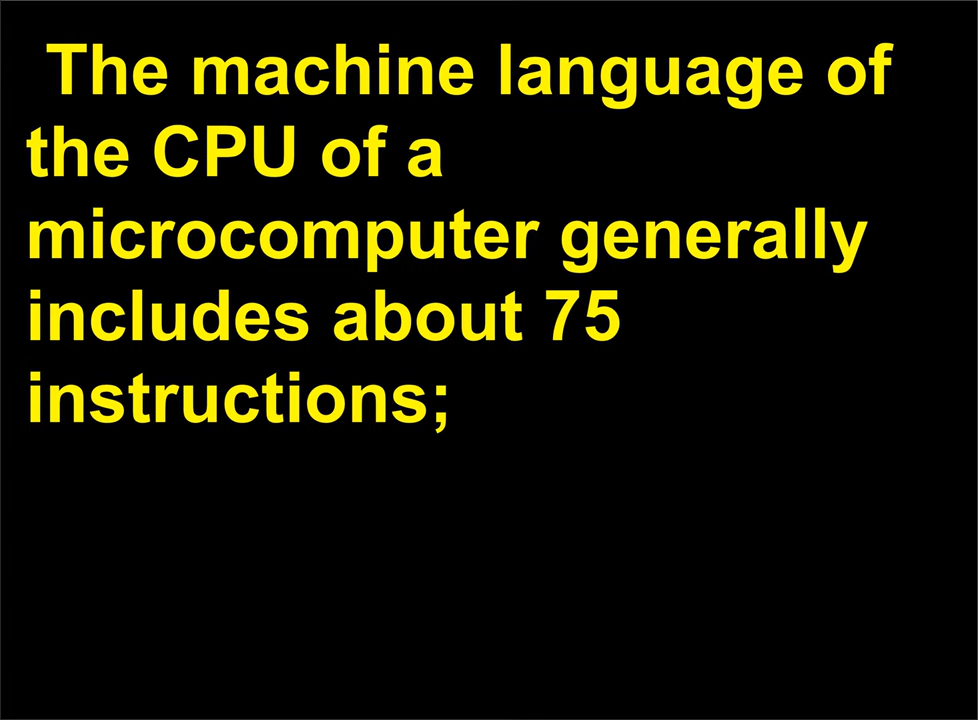 The machine language of
the CPU of a
microcomputer generally
includes about 75
instructions;